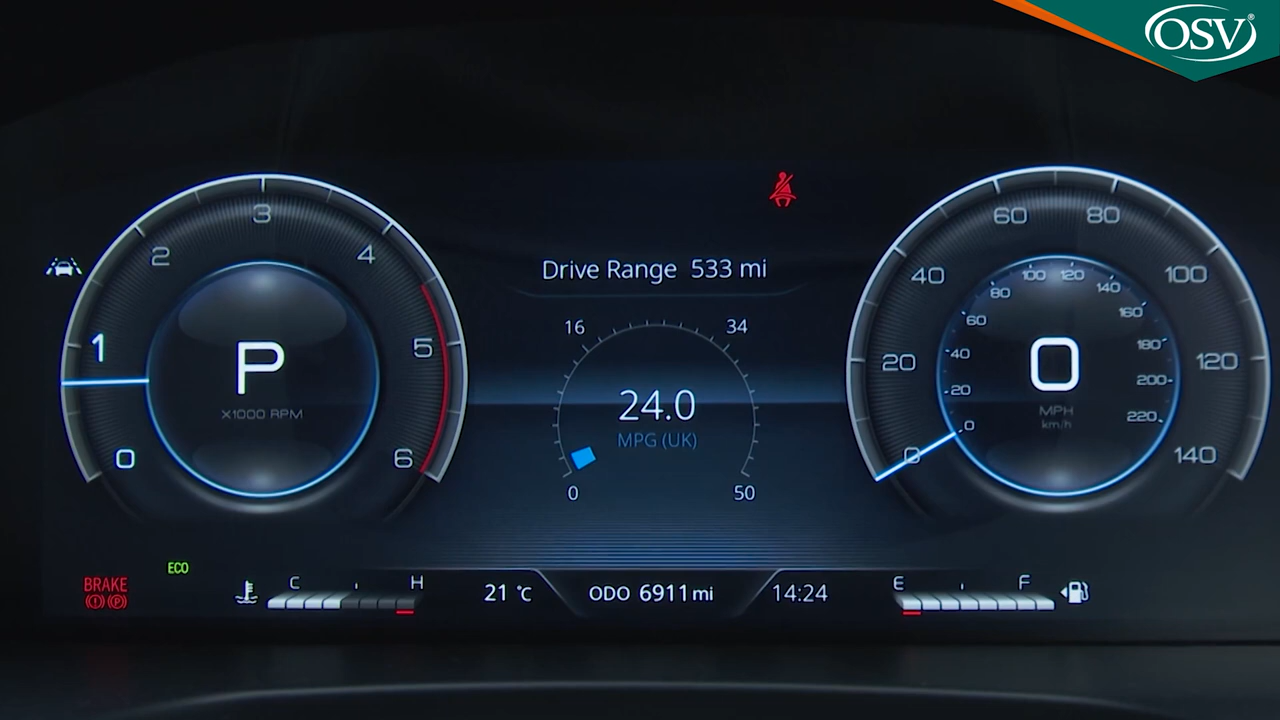 OSV®
Drive Range 533 mi
0
1
2
3
4
5
6
P
X1000 RPM
16
34
24.0
MPG (UK)
0
50
0
20
40
60
80
100
120
140
0
20
40
60
80
100
120
140
160
180
200
220
0
MPH
km/h
BRAKE
(!) (P)
ECO
C
H
21 °C
ODO 6911 mi
14:24
E
F